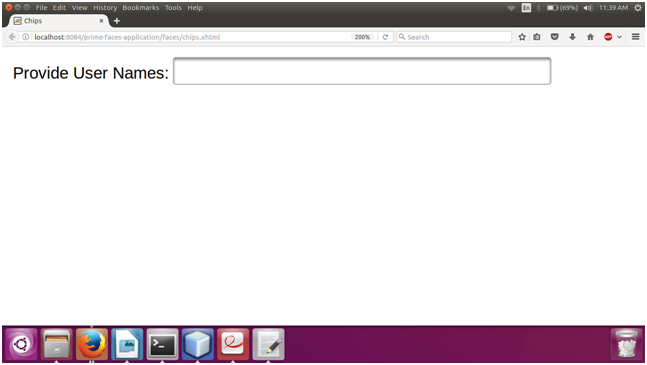 File Edit View History Bookmarks Tools Help En (69%) 11:39 AM
Chips
localhost:8084/prime-faces-application/faces/chips.xhtml 200% Search
Provide User Names: